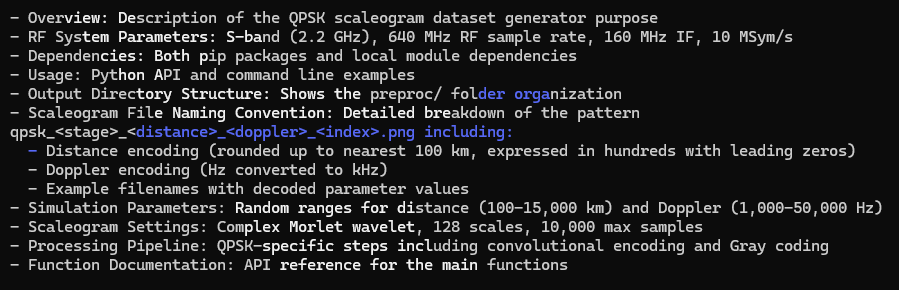 - Overview: Description of the QPSK scaleogram dataset generator purpose
- RF System Parameters: S-band (2.2 GHz), 640 MHz RF sample rate, 160 MHz IF, 10 MSym/s
- Dependencies: Both pip packages and local module dependencies
- Usage: Python API and command line examples
- Output Directory Structure: Shows the preproc/ folder organization
- Scaleogram File Naming Convention: Detailed breakdown of the pattern
qpsk_<stage>_<distance>_<doppler>_<index>.png including:
- Distance encoding (rounded up to nearest 100 km, expressed in hundreds with leading zeros)
- Doppler encoding (Hz converted to kHz)
- Example filenames with decoded parameter values
- Simulation Parameters: Random ranges for distance (100-15,000 km) and Doppler (1,000-50,000 Hz)
- Scaleogram Settings: Complex Morlet wavelet, 128 scales, 10,000 max samples
- Processing Pipeline: QPSK-specific steps including convolutional encoding and Gray coding
- Function Documentation: API reference for the main functions